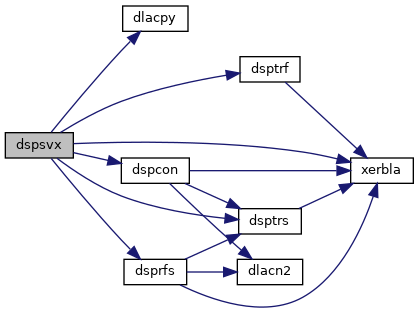 dlacpy
dsptrf
dspsvx
dspcon
xerbla
dsptrs
dsprfs
dlacn2